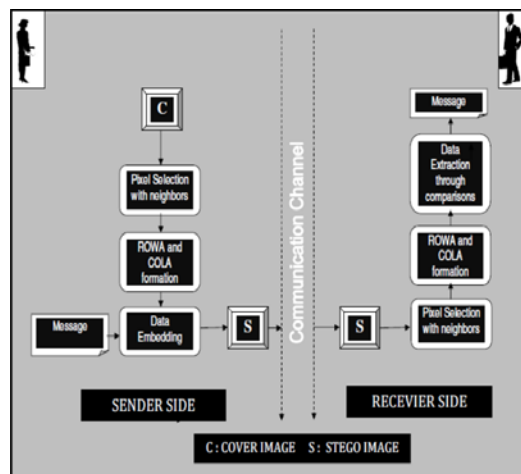 C
Pixel Selection
with neighbors
ROWA and
COLA
formation
Message
Data
Embedding
S
SENDER SIDE
Communication Channel
Message
Data
Extraction
through
comparisons
ROWA and
COLA
formation
S
Pixel Selection
with neighbors
RECEVIER SIDE
C : COVER IMAGE S : STEGO IMAGE